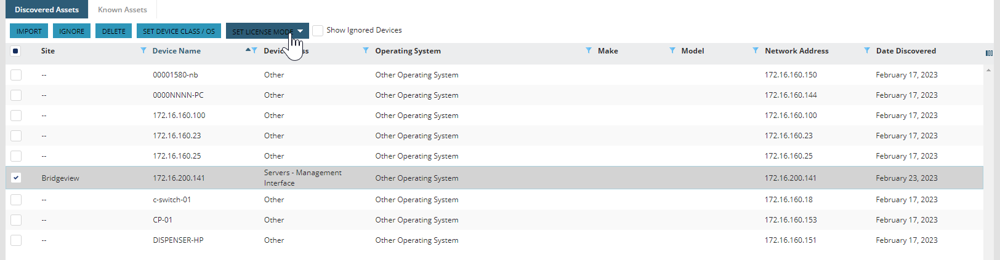 Discovered Assets Known Assets
IMPORT IGNORE DELETE SET DEVICE CLASS / OS SET LICENSE MODE Show Ignored Devices
Site Device Name Operating System Make Model Network Address Date Discovered
-- 00001580-nb Other Other Operating System 172.16.160.150 February 17, 2023
-- 0000NNNN-PC Other Other Operating System 172.16.160.144 February 17, 2023
-- 172.16.160.100 Other Other Operating System 172.16.160.100 February 17, 2023
-- 172.16.160.23 Other Other Operating System 172.16.160.23 February 17, 2023
-- 172.16.160.25 Other Other Operating System 172.16.160.25 February 17, 2023
Bridgeview 172.16.200.141 Servers - Management Other Operating System 172.16.200.141 February 23, 2023
Interface
-- c-switch-01 Other Other Operating System 172.16.160.18 February 17, 2023
-- CP-01 Other Other Operating System 172.16.160.153 February 17, 2023
-- DISPENSER-HP Other Other Operating System 172.16.160.151 February 17, 2023